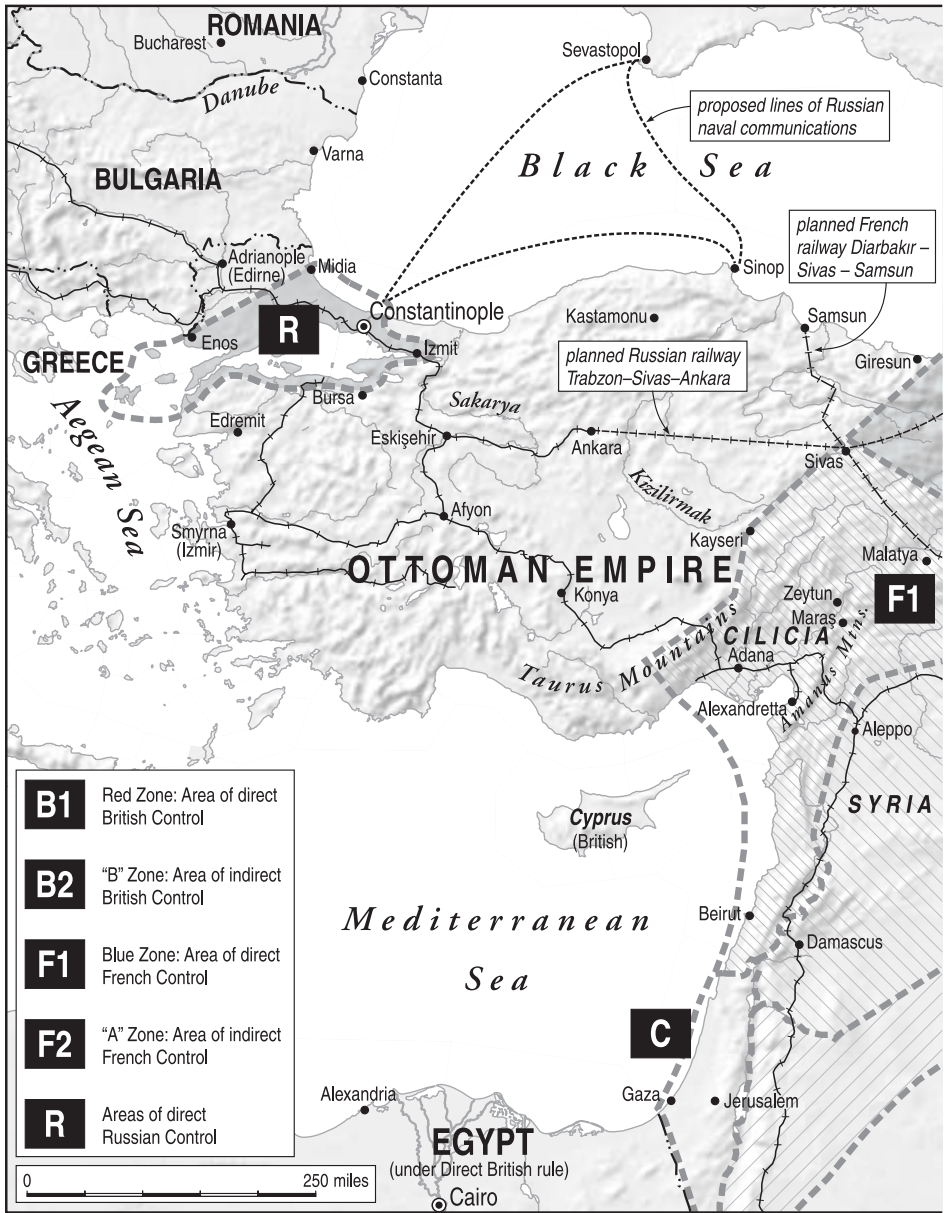 ROMANIA
Bucharest
Sevastopol
Constanta
Danube
proposed lines of Russian
naval communications
Varna
Black Sea
BULGARIA
planned French
railway Diarbakır –
Sivas – Samsun
Adrianople
(Edirne)
Midia
Sinop
Constantinople
Kastamonu
Samsun
R
Enos
İzmit
GREECE
planned Russian railway
Trabzon–Sivas–Ankara
Giresun
Bursa
Sakarya
Aegean Sea
Edremit
Eskişehir
Ankara
Sivas
Kizilirmak
Afyon
Smyrna
(Izmir)
Kayseri
OTTOMAN EMPIRE
Malatya
Konya
Zeytun
F1
Maraş
CILICIA
Taurus Mountains
Adana
Amanus Mtns.
Alexandretta
Aleppo
B1
Red Zone: Area of direct
British Control
SYRIA
Cyprus
(British)
B2
“B” Zone: Area of indirect
British Control
Mediterranean
Sea
Beirut
Damascus
F1
Blue Zone: Area of direct
French Control
F2
“A” Zone: Area of indirect
French Control
C
Alexandria
Gaza
Jerusalem
R
Areas of direct
Russian Control
EGYPT
(under Direct British rule)
Cairo
0 250 miles